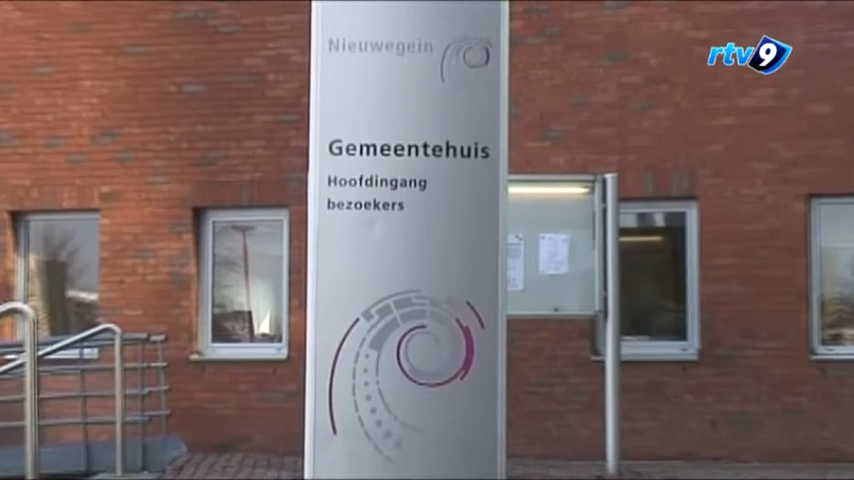 Nieuwegein
rtv9
Gemeentehuis
Hoofdingang
bezoekers